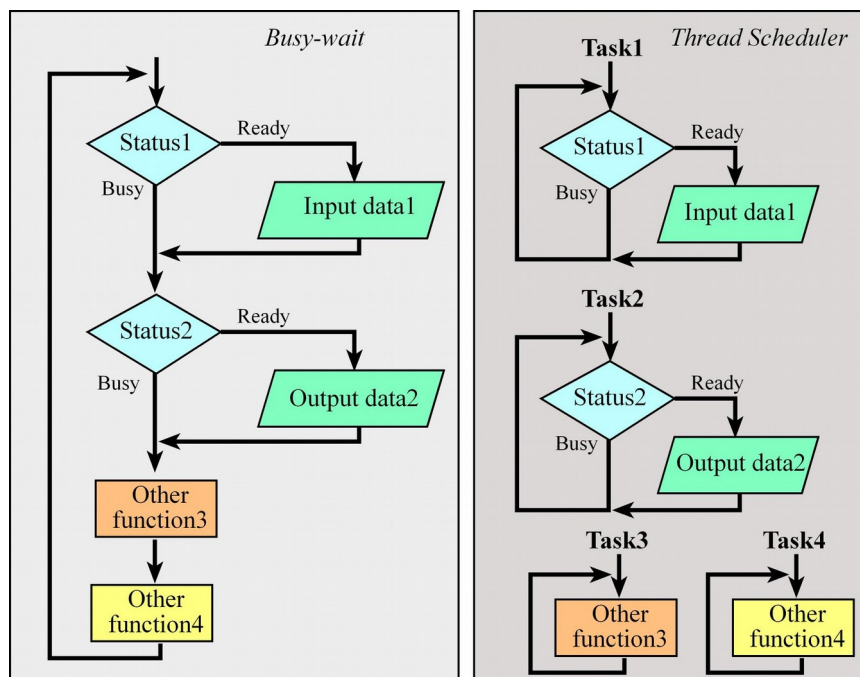 Busy-wait
Status1
Ready
Busy
Input data1
Status2
Ready
Busy
Output data2
Other
function3
Other
function4
Thread Scheduler
Task1
Status1
Ready
Busy
Input data1
Task2
Status2
Ready
Busy
Output data2
Task3
Task4
Other
function3
Other
function4